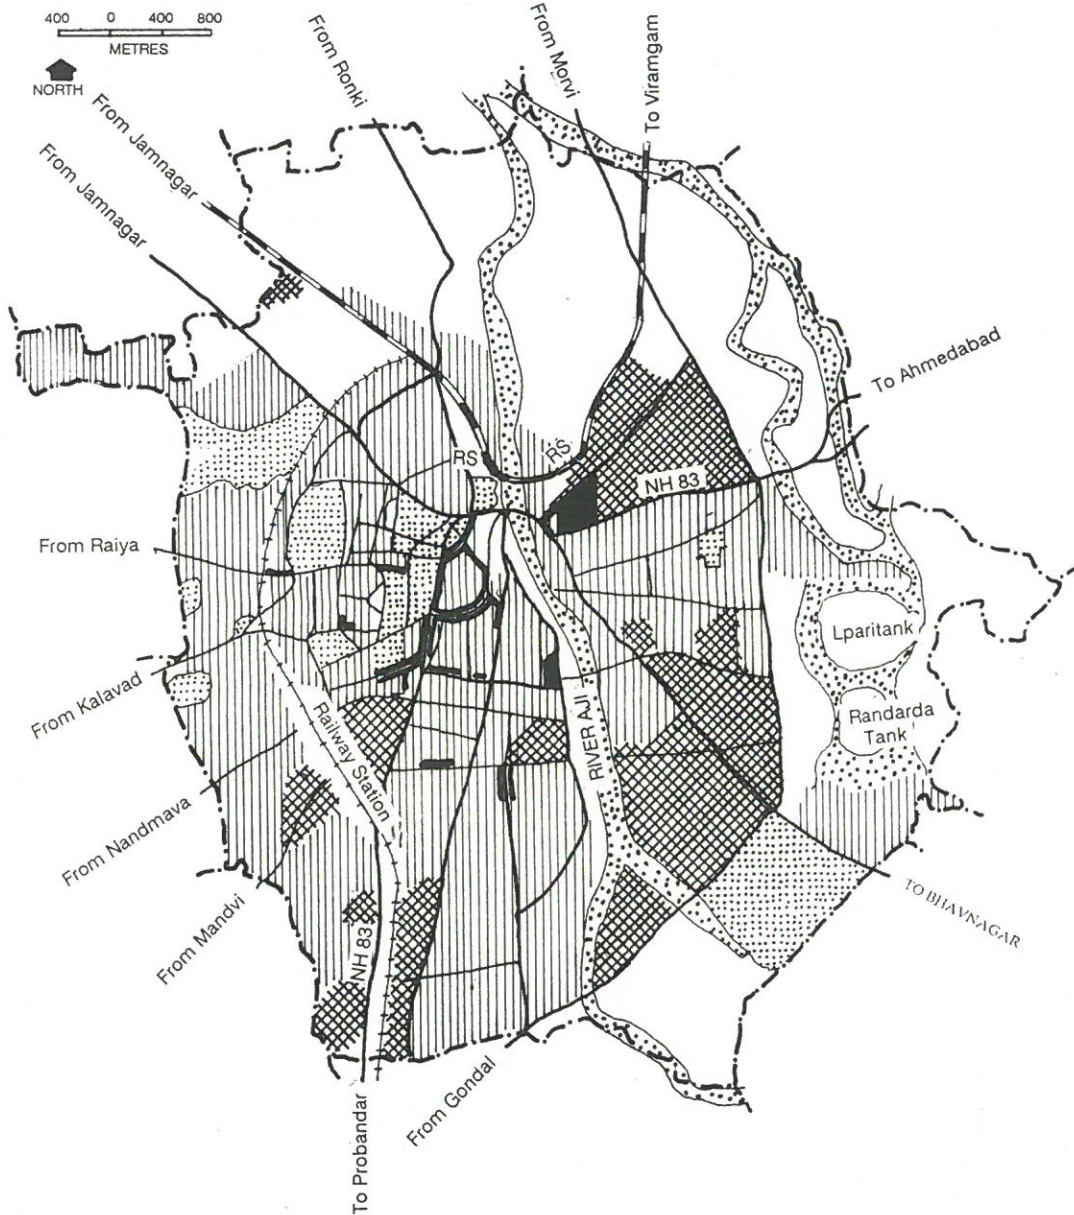 400 0 400 800
METRES
NORTH
From Ronki
From Morvi
To Viramgam
From Jamnagar
From Jamnagar
To Ahmedabad
RS
RS
NH 83
From Raiya
Lparitank
From Kalavad
Randarda
Tank
Railway Station
RIVER AJI
From Nandmava
TO BHAVNAGAR
From Mandvi
NH 83
From Gondal
To Probandar